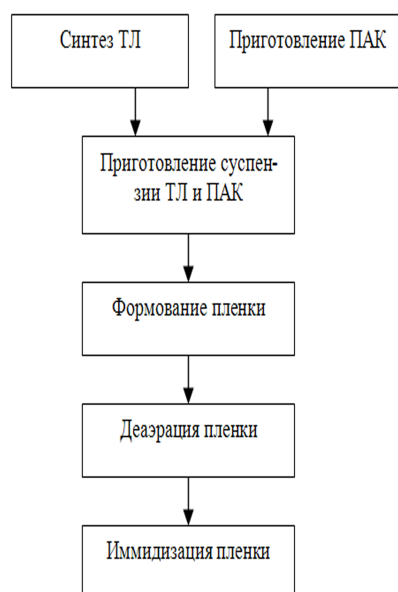 Синтез ТЛ
Приготовление ПАК
Приготовление суспен-
зии ТЛ и ПАК
Формование пленки
Деаэрация пленки
Иммидизация пленки